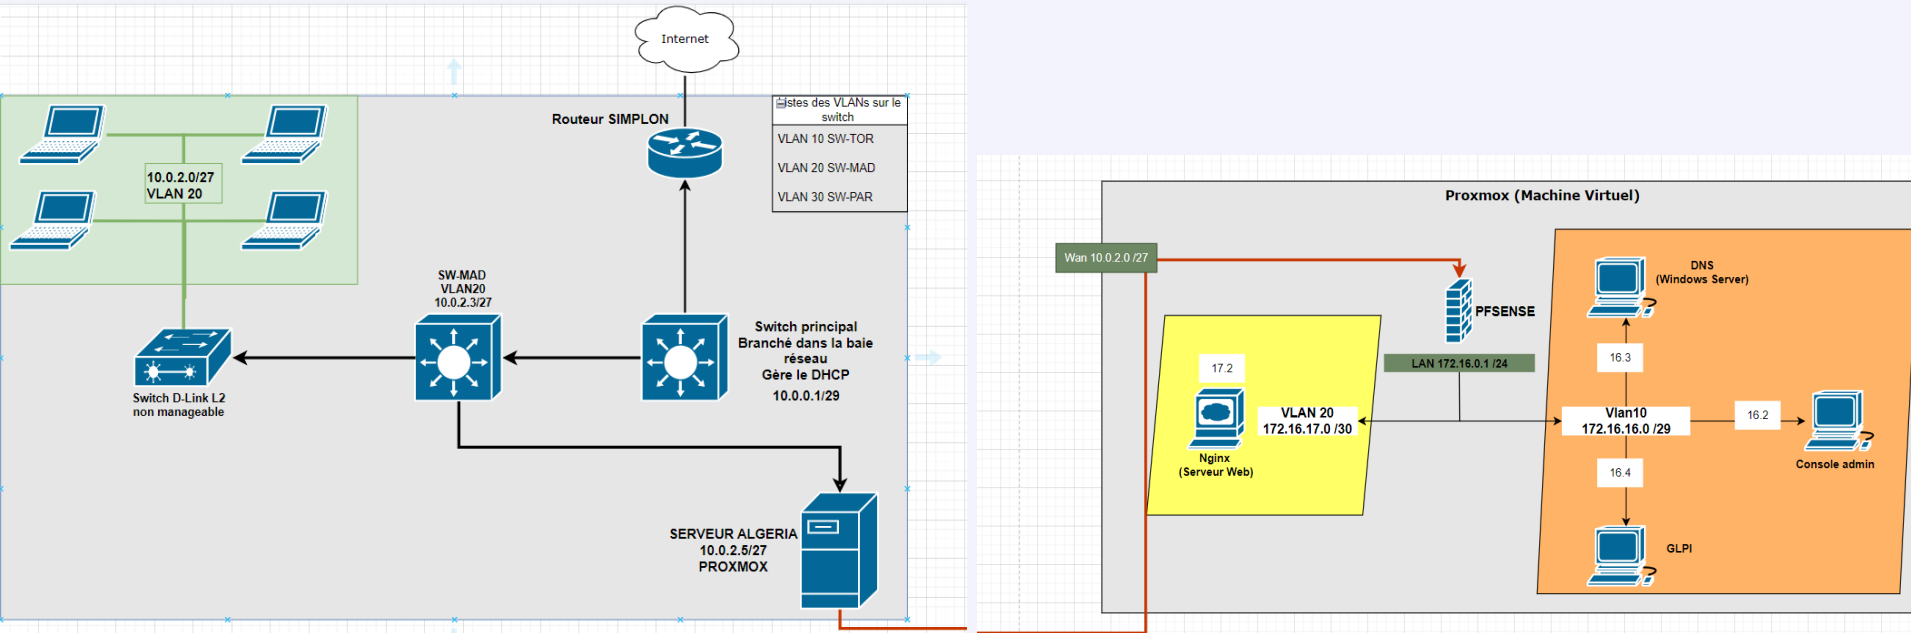 Internet
Routeur SIMPLON
istes des VLANs sur le
switch
VLAN 10 SW-TOR
VLAN 20 SW-MAD
VLAN 30 SW-PAR
10.0.2.0/27
VLAN 20
SW-MAD
VLAN20
10.0.2.3/27
Switch principal
Branché dans la baie
réseau
Gère le DHCP
10.0.0.1/29
Switch D-Link L2
non manageable
SERVEUR ALGERIA
10.0.2.5/27
PROXMOX
Proxmox (Machine Virtuel)
Wan 10.0.2.0 /27
PFSENSE
LAN 172.16.0.1 /24
17.2
VLAN 20
172.16.17.0 /30
Nginx
(Serveur Web)
DNS
(Windows Server)
16.3
Vlan10
172.16.16.0 /29
16.2
Console admin
16.4
GLPI